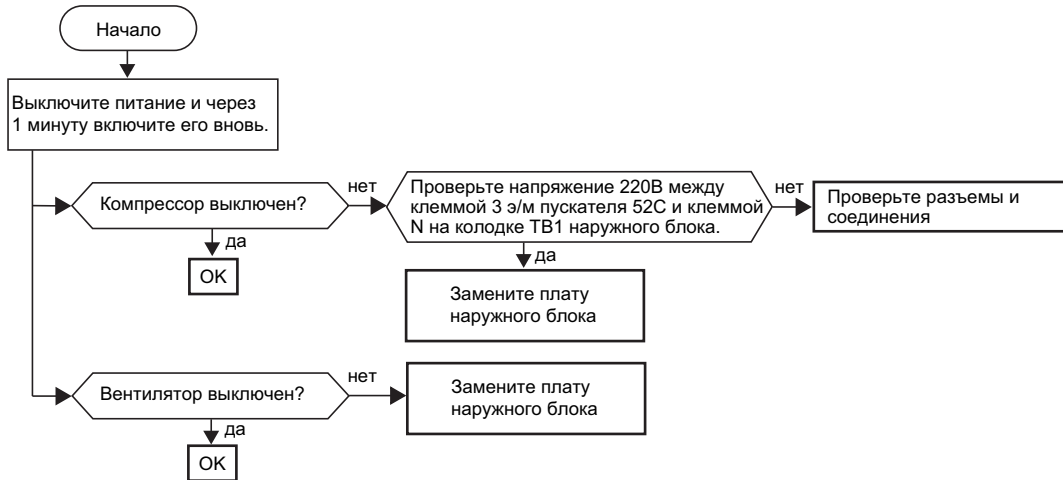 Начало
Выключите питание и через
1 минуту включите его вновь.
Компрессор выключен?
нет
да
OK
Проверьте напряжение 220В между
клеммой 3 э/м пускателя 52С и клеммой
N на колодке TB1 наружного блока.
нет
да
Проверьте разъемы и
соединения
Замените плату
наружного блока
Вентилятор выключен?
нет
да
OK
Замените плату
наружного блока